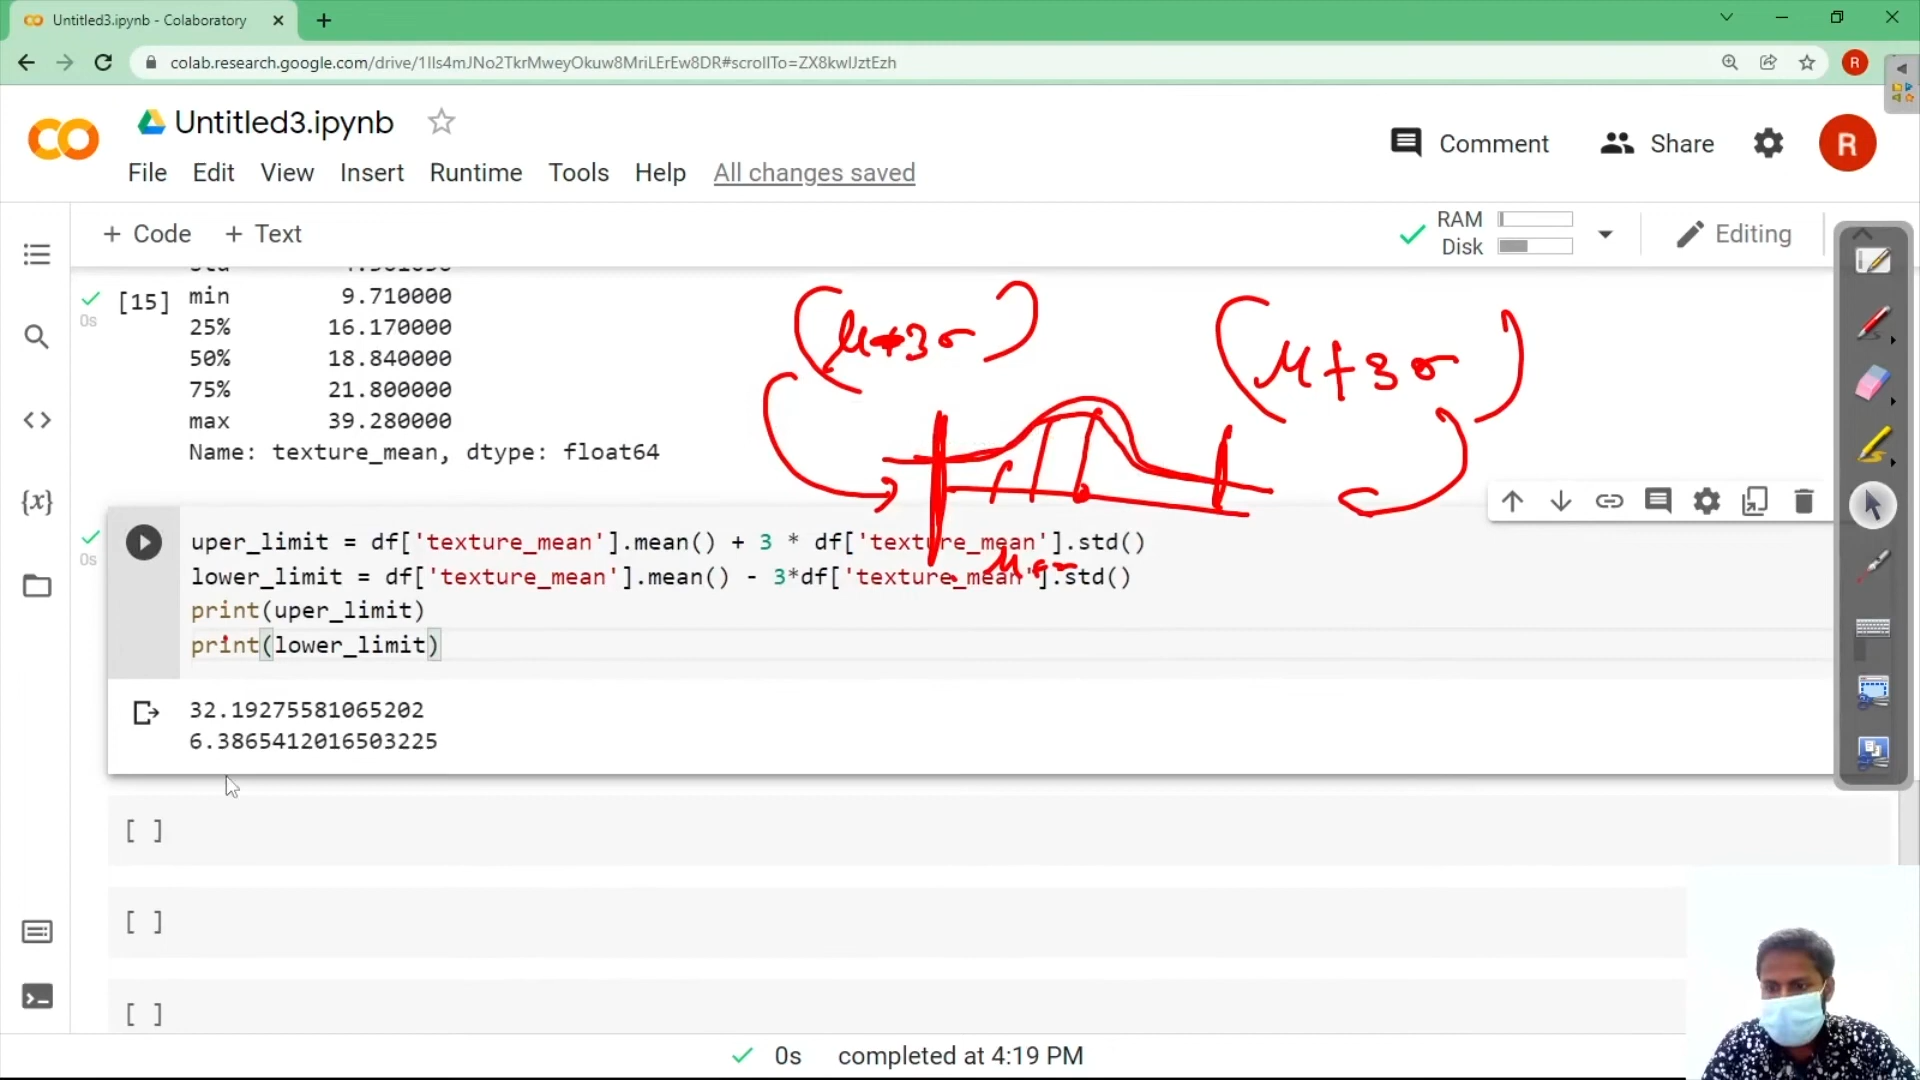 Untitled3.ipynb - Colaboratory
colab.research.google.com/drive/1lls4mJNo2TkrMweyOkuw8MriLErEw8DR#scrollTo=ZX8kwlJztEzh
R
Untitled3.ipynb
Comment
Share
R
File Edit View Insert Runtime Tools Help All changes saved
+ Code + Text
RAM
Disk
Editing
[15]
0s
min 9.710000
25% 16.170000
50% 18.840000
75% 21.800000
max 39.280000
Name: texture_mean, dtype: float64
(μ-3σ)
(μ+3σ)
0s
uper_limit = df['texture_mean'].mean() + 3 * df['texture_mean'].std()
lower_limit = df['texture_mean'].mean() - 3*df['texture_mean'].std()
print(uper_limit)
print(lower_limit)
32.19275581065202
6.3865412016503225
[ ]
[ ]
[ ]
0s completed at 4:19 PM